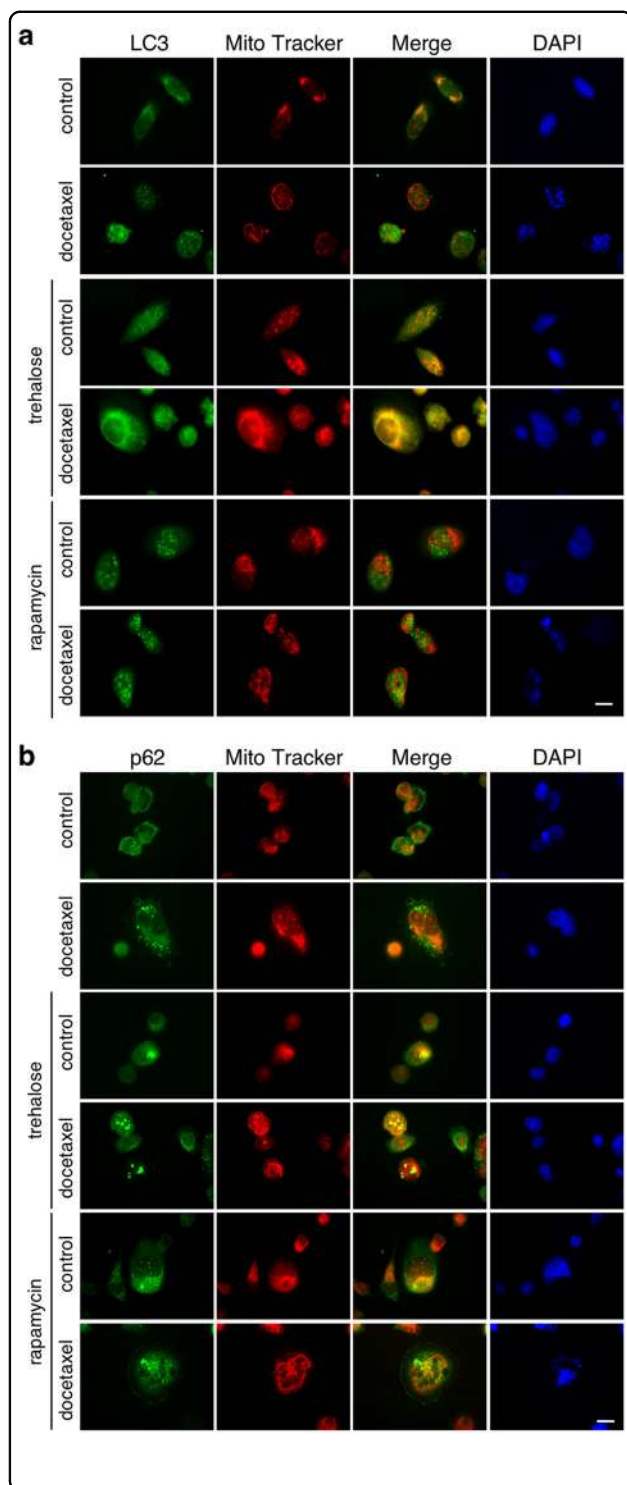 a
LC3 Mito Tracker Merge DAPI
control
docetaxel
trehalose
control
docetaxel
rapamycin
control
docetaxel
b
p62 Mito Tracker Merge DAPI
control
docetaxel
trehalose
control
docetaxel
rapamycin
control
docetaxel